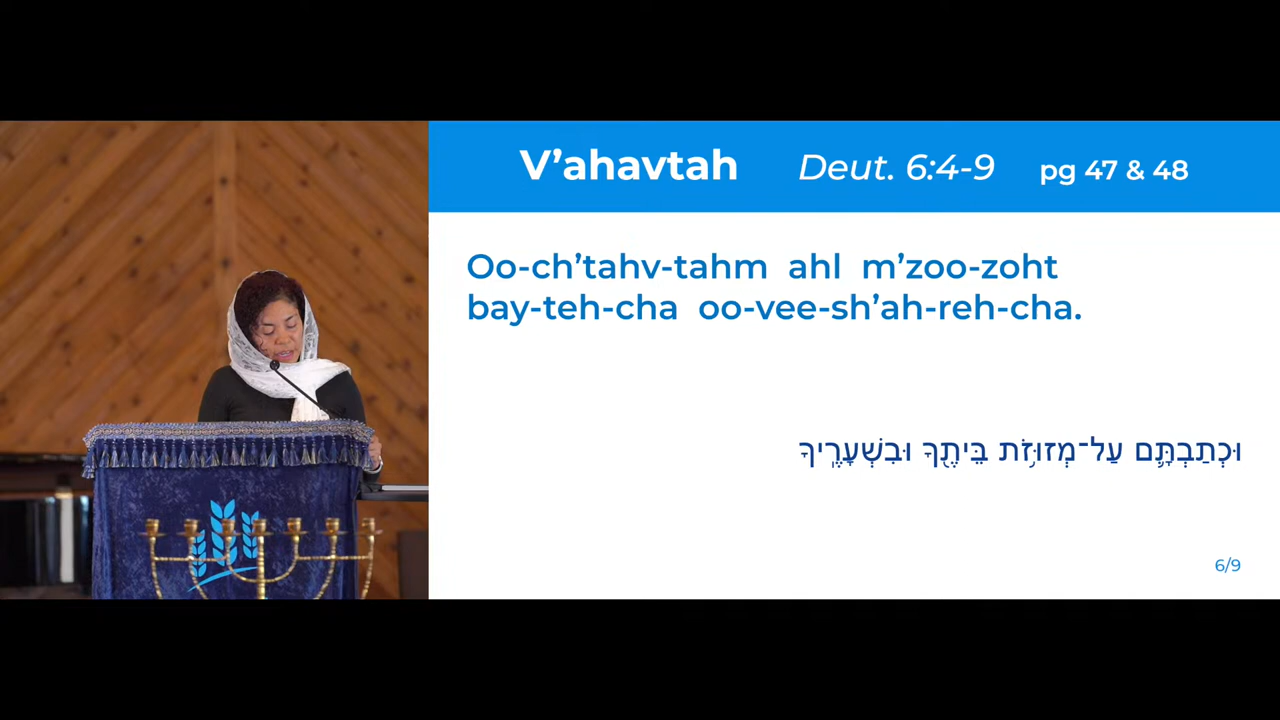 V’ahavtah Deut. 6:4-9 pg 47 & 48
Oo-ch’tahv-tahm ahl m’zoo-zoht
bay-teh-cha oo-vee-sh’ah-reh-cha.
וּכְתַבְתָּ֛ם עַל־מְזוּזֹ֥ת בֵּיתֶ֖ךָ וּבִשְׁעָרֶֽיךָ
6/9